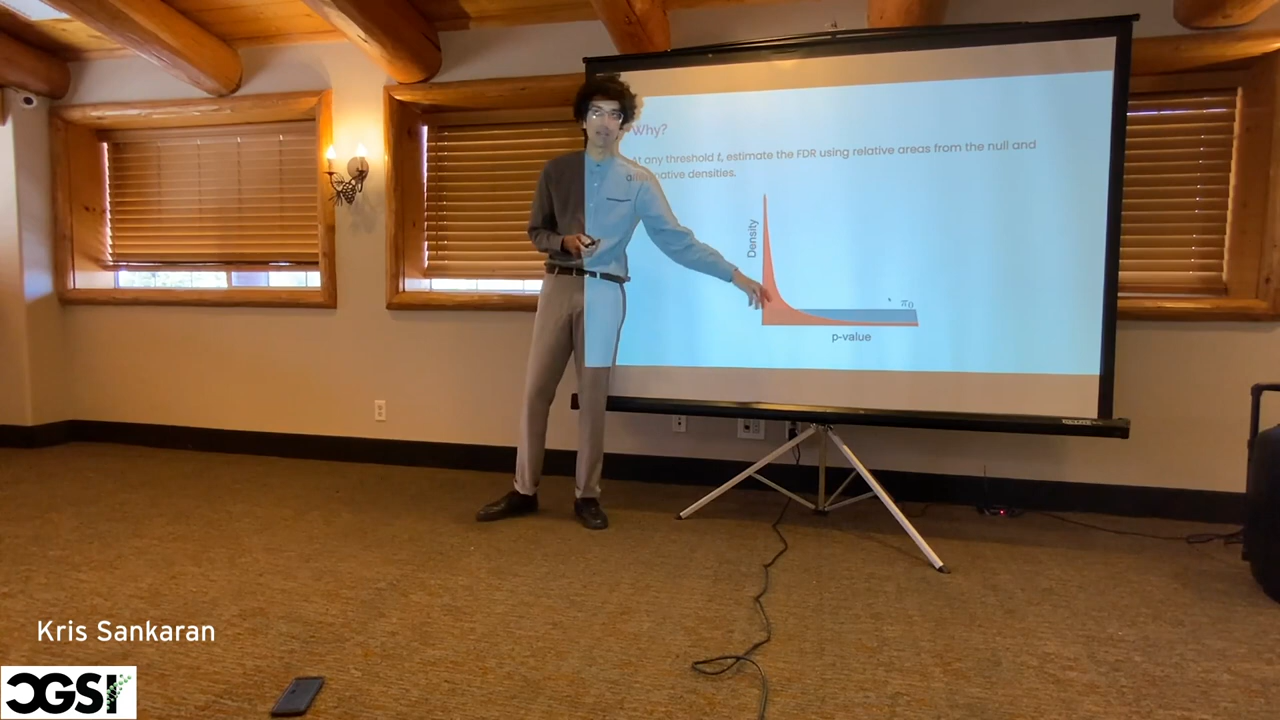 Why?
At any threshold t, estimate the FDR using relative areas from the null and
alternative densities.
Density
π0
p-value
Kris Sankaran
CGSI